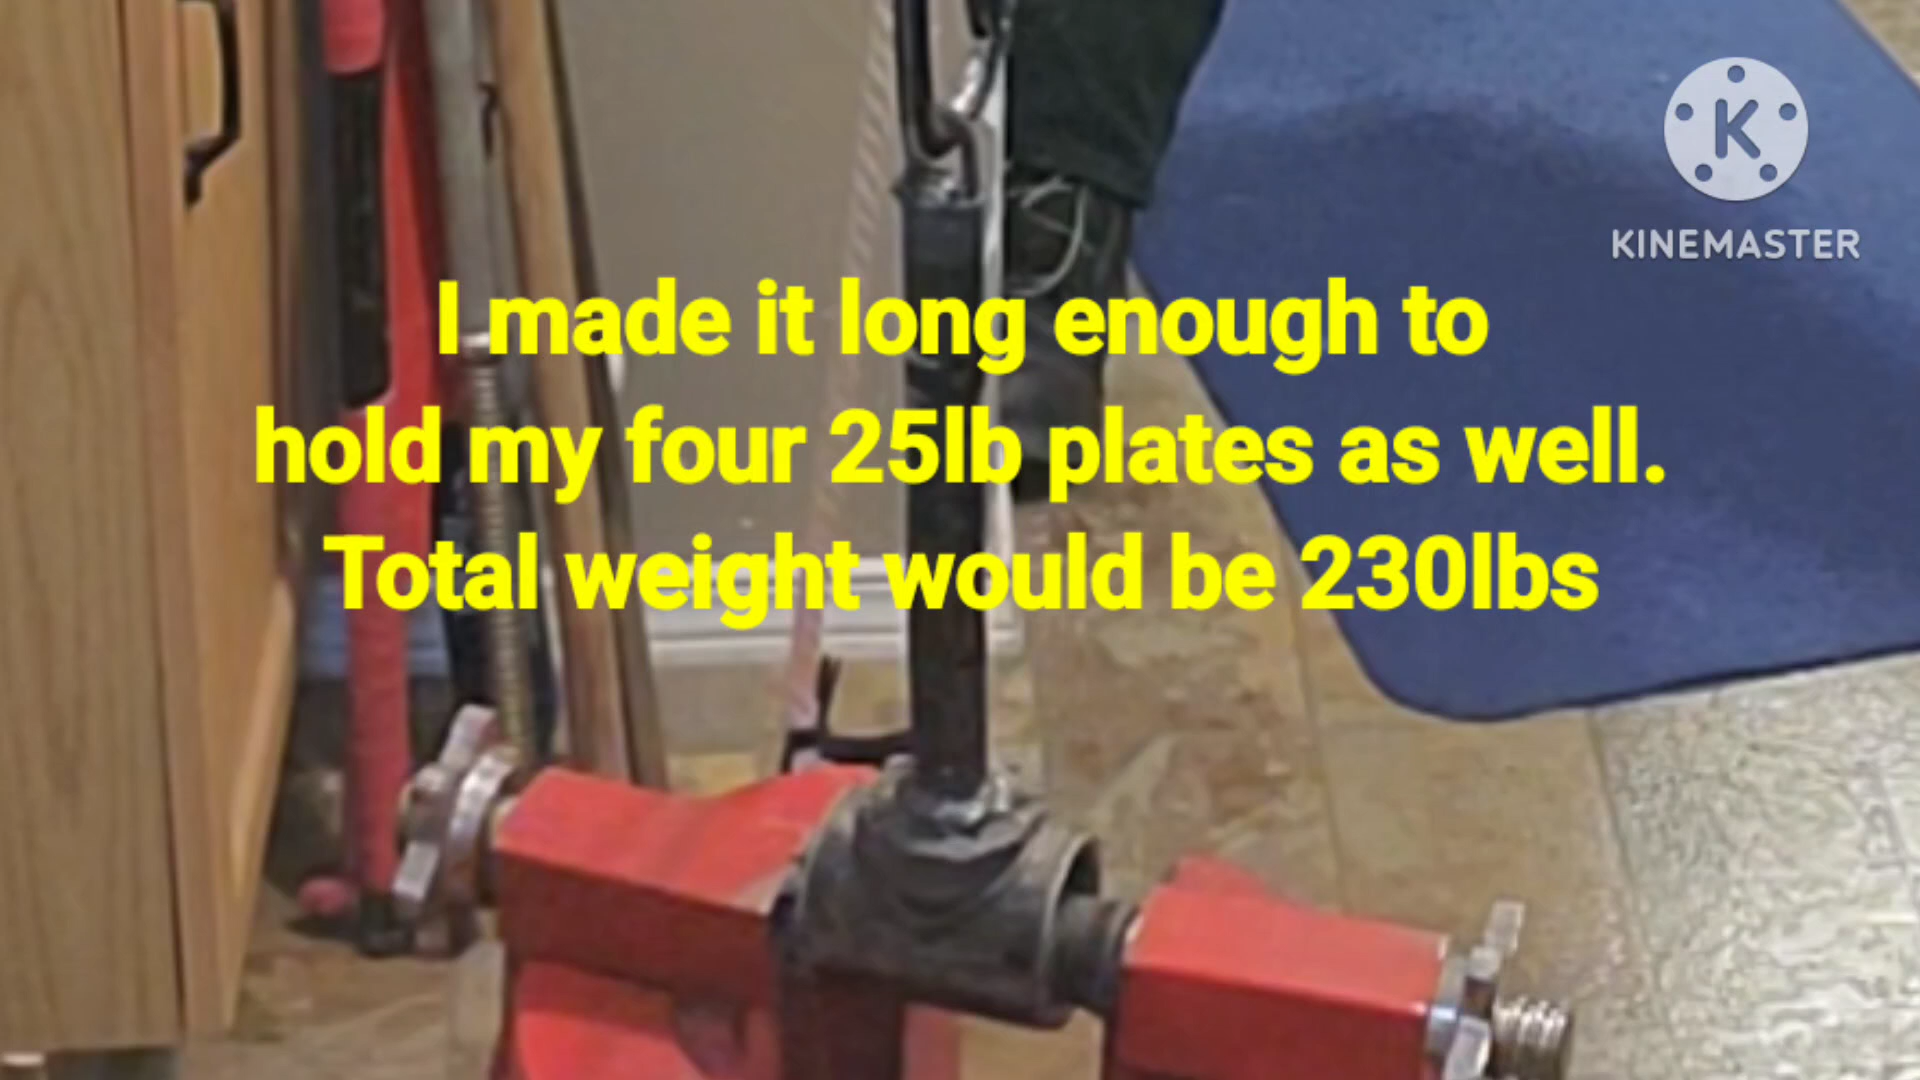 K
KINEMASTER
I made it long enough to
hold my four 25lb plates as well.
Total weight would be 230lbs